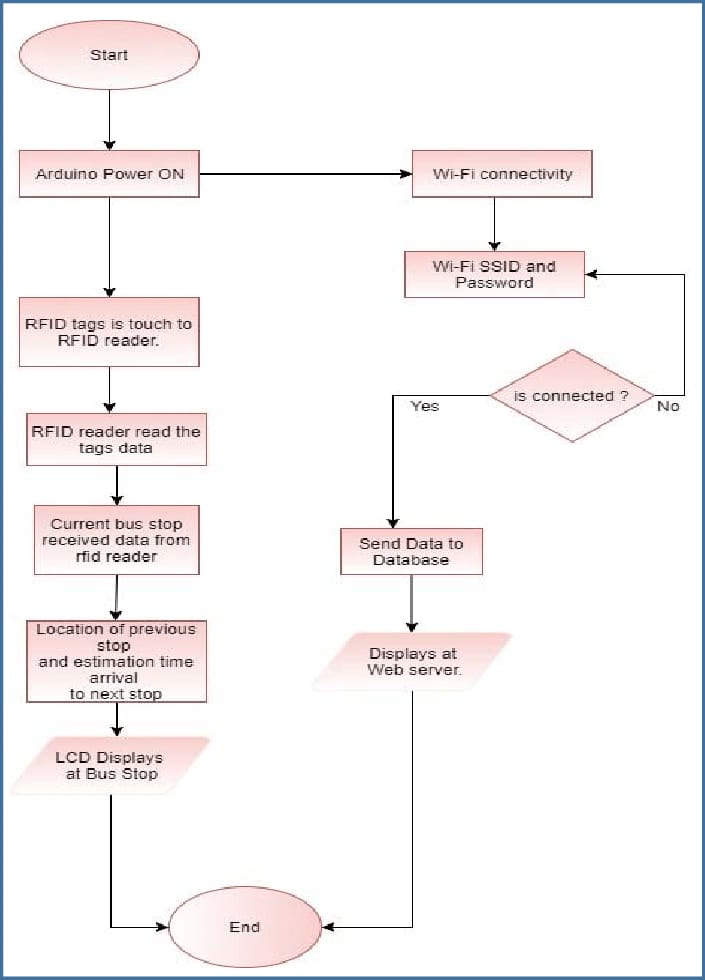 Start
Arduino Power ON
Wi-Fi connectivity
Wi-Fi SSID and
Password
RFID tags is touch to
RFID reader.
is connected ?
Yes
No
RFID reader read the
tags data
Current bus stop
received data from
rfid reader
Send Data to
Database
Location of previous
stop
and estimation time
arrival
to next stop
Displays at
Web server.
LCD Displays
at Bus Stop
End